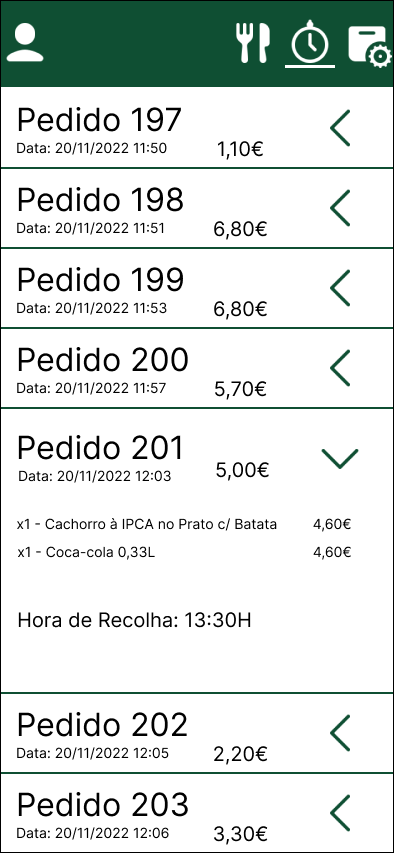 Pedido 197
Data: 20/11/2022 11:50 1,10€
Pedido 198
Data: 20/11/2022 11:51 6,80€
Pedido 199
Data: 20/11/2022 11:53 6,80€
Pedido 200
Data: 20/11/2022 11:57 5,70€
Pedido 201
Data: 20/11/2022 12:03 5,00€
x1 - Cachorro à IPCA no Prato c/ Batata 4,60€
x1 - Coca-cola 0,33L 4,60€
Hora de Recolha: 13:30H
Pedido 202
Data: 20/11/2022 12:05 2,20€
Pedido 203
Data: 20/11/2022 12:06 3,30€